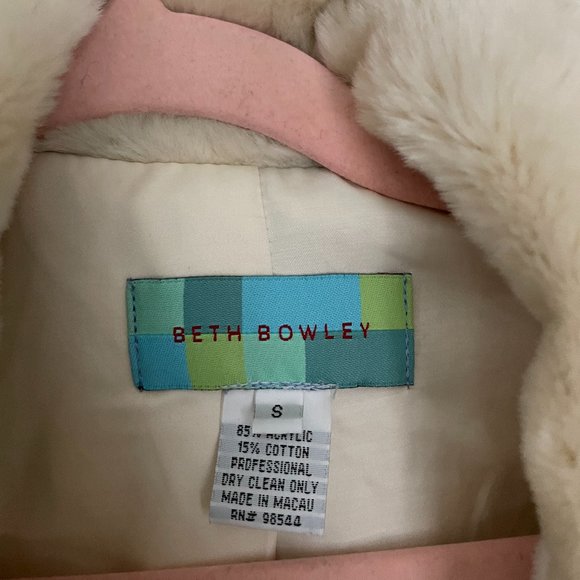 BETH BOWLEY
S
85% ACRYLIC
15% COTTON
PROFESSIONAL
DRY CLEAN ONLY
MADE IN MACAU
RN# 98544